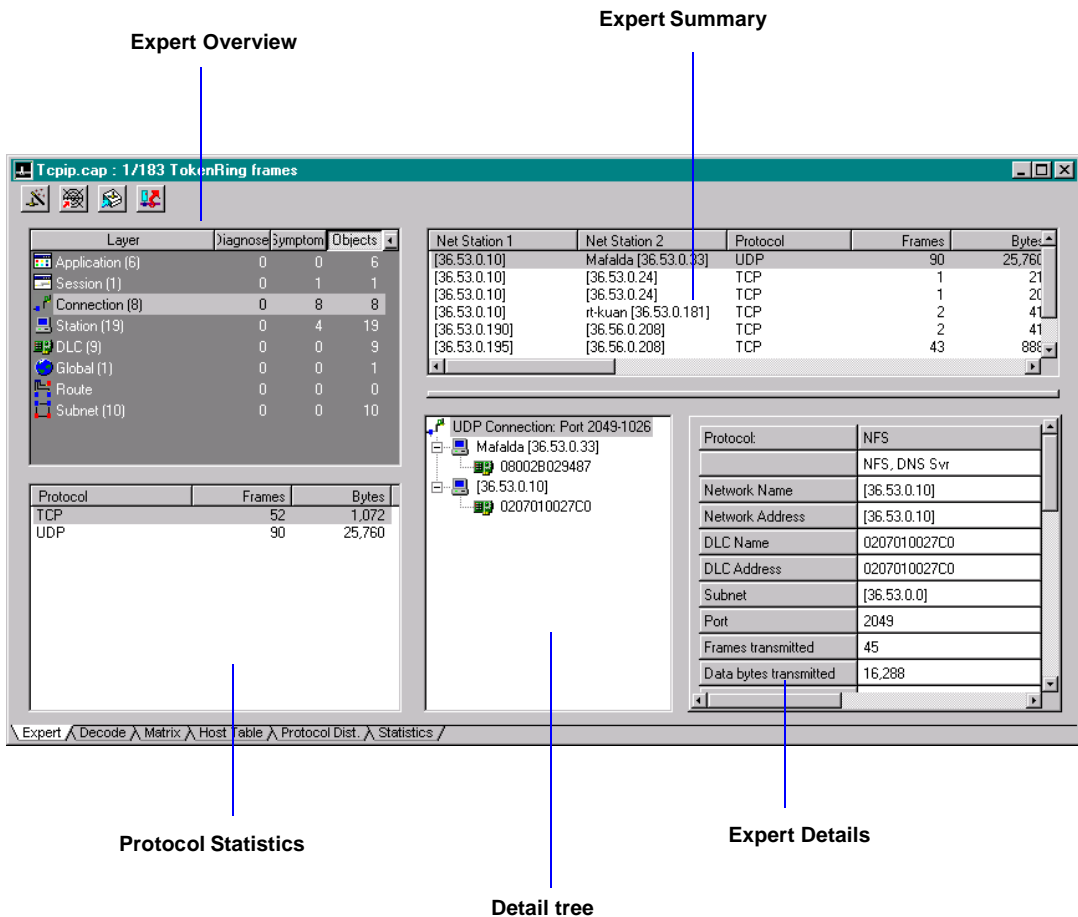 Expert Summary
Expert Overview
Tcpip.cap : 1/183 TokenRing frames
Layer Diagnose Symptom Objects
Application (6) 0 0 6
Session (1) 0 1 1
Connection (8) 0 8 8
Station (19) 0 4 19
DLC (9) 0 0 9
Global (1) 0 0 1
Route 0 0 0
Subnet (10) 0 0 10
Net Station 1 Net Station 2 Protocol Frames Bytes
[36.53.0.10] Mafalda [36.53.0.33] UDP 90 25,760
[36.53.0.10] [36.53.0.24] TCP 1 21
[36.53.0.10] [36.53.0.24] TCP 1 20
[36.53.0.10] rt-kuan [36.53.0.181] TCP 2 41
[36.53.0.190] [36.56.0.208] TCP 2 41
[36.53.0.195] [36.56.0.208] TCP 43 888
Protocol Frames Bytes
TCP 52 1,072
UDP 90 25,760
UDP Connection: Port 2049-1026
Mafalda [36.53.0.33]
08002B029487
[36.53.0.10]
0207010027C0
Protocol: NFS
NFS, DNS Svr
Network Name [36.53.0.10]
Network Address [36.53.0.10]
DLC Name 0207010027C0
DLC Address 0207010027C0
Subnet [36.53.0.0]
Port 2049
Frames transmitted 45
Data bytes transmitted 16,288
Expert Decode Matrix Host Table Protocol Dist. Statistics
Protocol Statistics
Expert Details
Detail tree